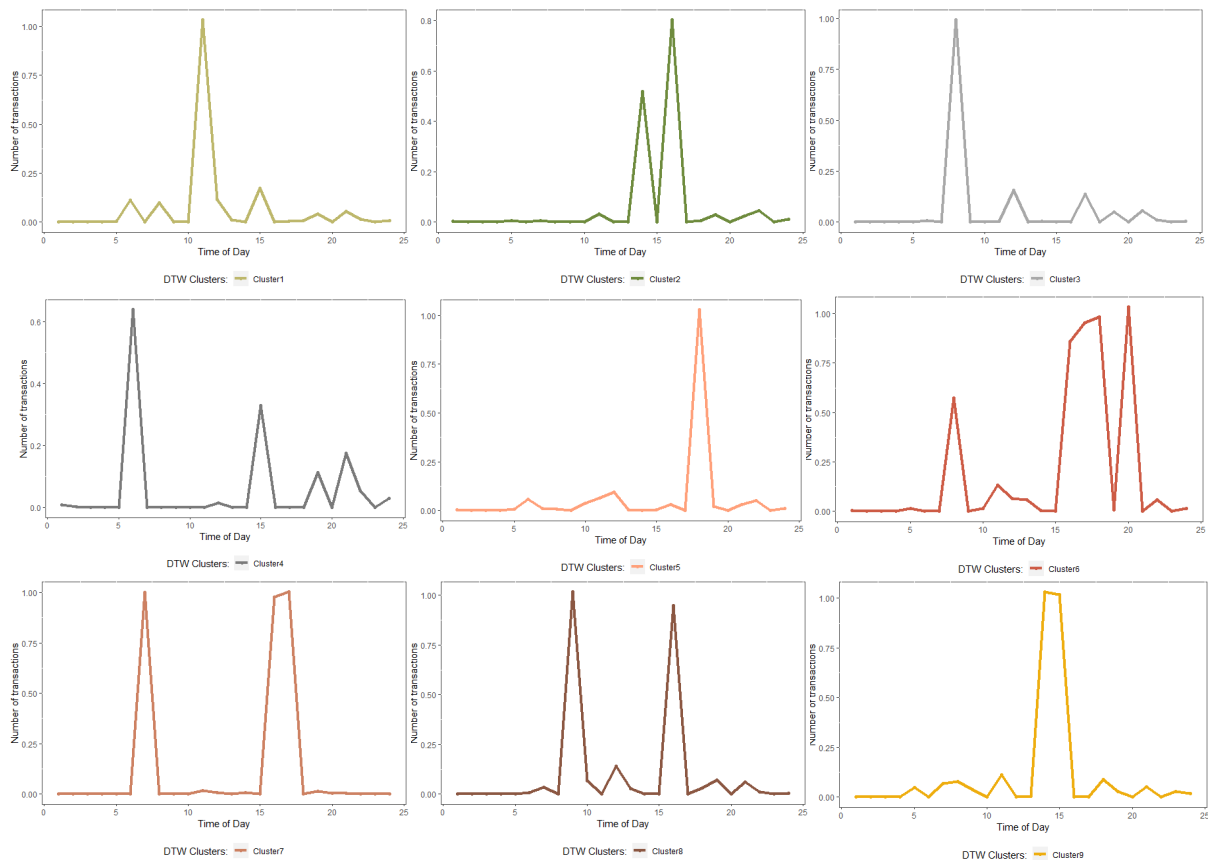 Number of transactions
1.00
0.75
0.50
0.25
0.00
0 5 10 15 20 25
Time of Day
DTW Clusters: Cluster1
Number of transactions
0.8
0.6
0.4
0.2
0.0
0 5 10 15 20 25
Time of Day
DTW Clusters: Cluster2
Number of transactions
1.00
0.75
0.50
0.25
0.00
0 5 10 15 20 25
Time of Day
DTW Clusters: Cluster3
Number of transactions
0.6
0.4
0.2
0.0
0 5 10 15 20 25
Time of Day
DTW Clusters: Cluster4
Number of transactions
1.00
0.75
0.50
0.25
0.00
0 5 10 15 20 25
Time of Day
DTW Clusters: Cluster5
Number of transactions
1.00
0.75
0.50
0.25
0.00
0 5 10 15 20 25
Time of Day
DTW Clusters: Cluster6
Number of transactions
1.00
0.75
0.50
0.25
0.00
0 5 10 15 20 25
Time of Day
DTW Clusters: Cluster7
Number of transactions
1.00
0.75
0.50
0.25
0.00
0 5 10 15 20 25
Time of Day
DTW Clusters: Cluster8
Number of transactions
1.00
0.75
0.50
0.25
0.00
0 5 10 15 20 25
Time of Day
DTW Clusters: Cluster9